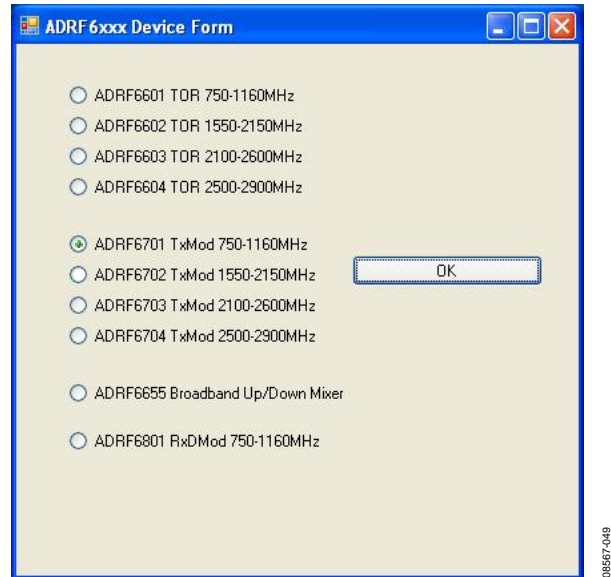 ADRF6xxx Device Form
ADRF6601 TOR 750-1160MHz
ADRF6602 TOR 1550-2150MHz
ADRF6603 TOR 2100-2600MHz
ADRF6604 TOR 2500-2900MHz
ADRF6701 TxMod 750-1160MHz
OK
ADRF6702 TxMod 1550-2150MHz
ADRF6703 TxMod 2100-2600MHz
ADRF6704 TxMod 2500-2900MHz
ADRF6655 Broadband Up/Down Mixer
ADRF6801 RxDMod 750-1160MHz
08567-049